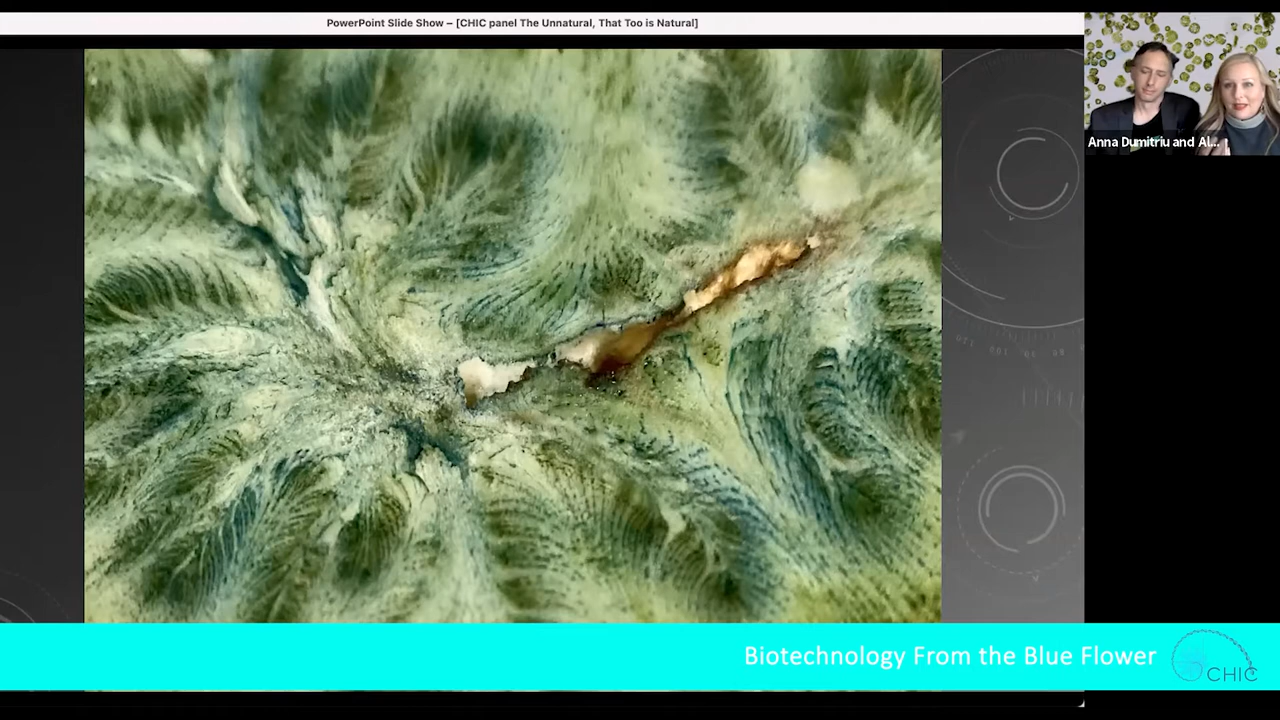 PowerPoint Slide Show – [CHIC panel The Unnatural, That Too is Natural]
Anna Dumitriu and Al...
Biotechnology From the Blue Flower
CHIC